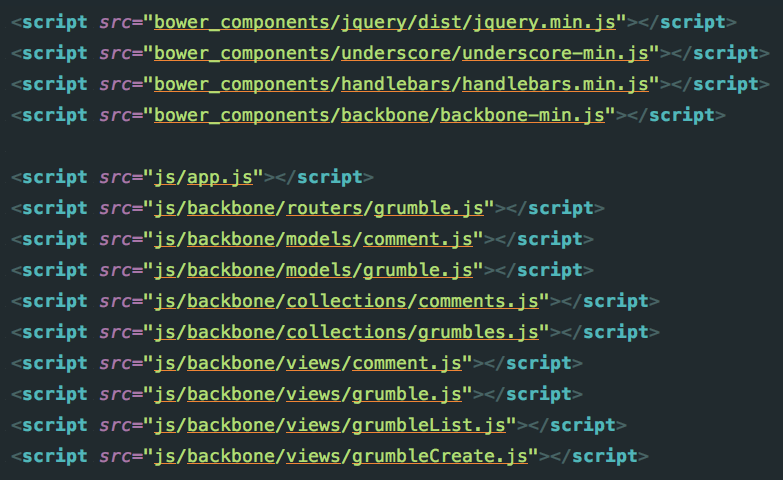 <script src="bower_components/jquery/dist/jquery.min.js"></script>
<script src="bower_components/underscore/underscore-min.js"></script>
<script src="bower_components/handlebars/handlebars.min.js"></script>
<script src="bower_components/backbone/backbone-min.js"></script>
<script src="js/app.js"></script>
<script src="js/backbone/routers/grumble.js"></script>
<script src="js/backbone/models/comment.js"></script>
<script src="js/backbone/models/grumble.js"></script>
<script src="js/backbone/collections/comments.js"></script>
<script src="js/backbone/collections/grumbles.js"></script>
<script src="js/backbone/views/comment.js"></script>
<script src="js/backbone/views/grumble.js"></script>
<script src="js/backbone/views/grumbleList.js"></script>
<script src="js/backbone/views/grumbleCreate.js"></script>